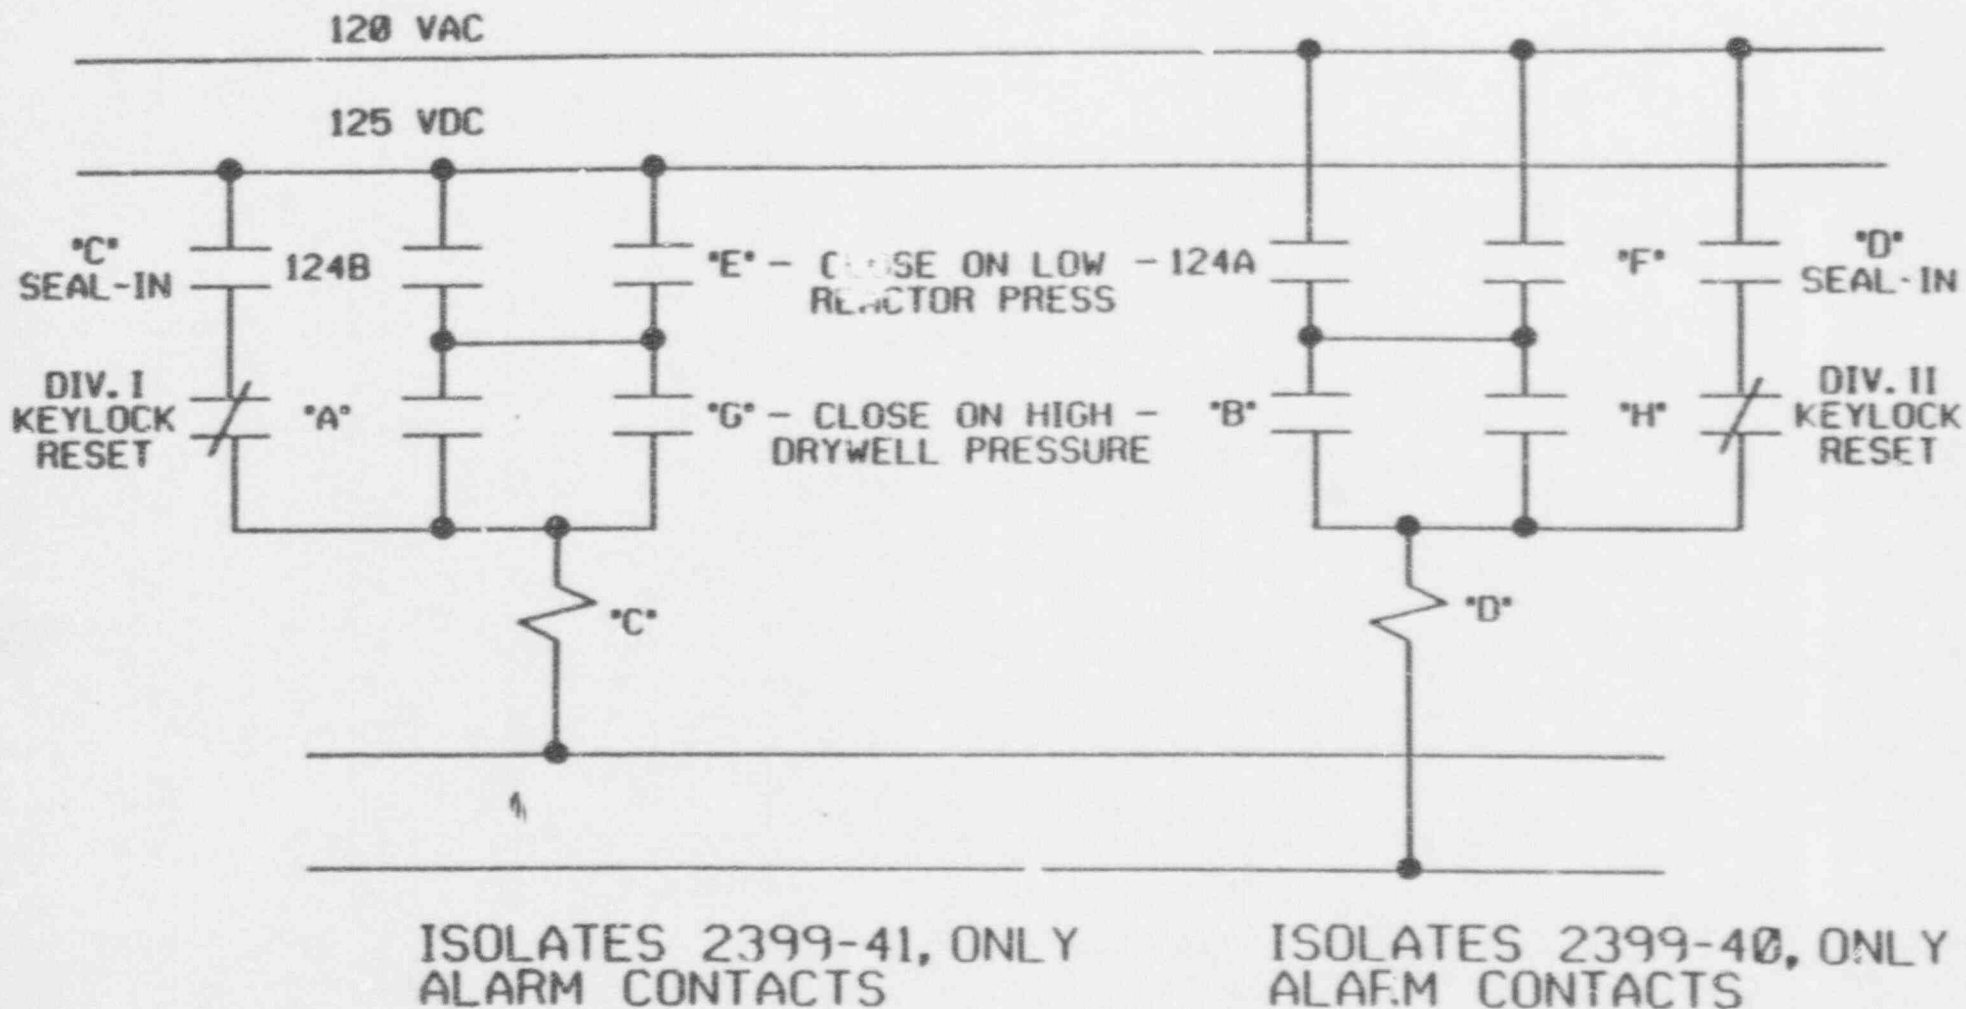 120 VAC
125 VDC
"C"
SEAL-IN
124B
"E" - CLOSE ON LOW - 124A
REACTOR PRESS
"F"
"D"
SEAL-IN
DIV. I
KEYLOCK
RESET
"A"
"G" - CLOSE ON HIGH - "B"
DRYWELL PRESSURE
"H"
DIV. II
KEYLOCK
RESET
"C"
"D"
ISOLATES 2399-41, ONLY
ALARM CONTACTS
ISOLATES 2399-40, ONLY
ALARM CONTACTS